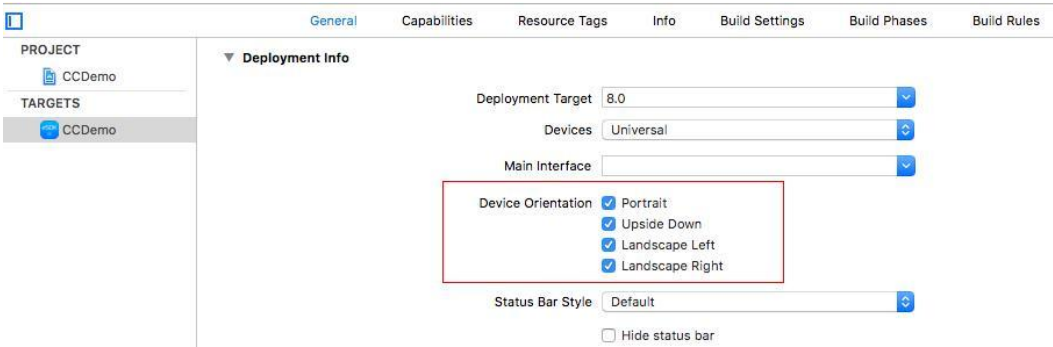 General Capabilities Resource Tags Info Build Settings Build Phases Build Rules
PROJECT
CCDemo
TARGETS
CCDemo
Deployment Info
Deployment Target 8.0
Devices Universal
Main Interface
Device Orientation Portrait
Upside Down
Landscape Left
Landscape Right
Status Bar Style Default
Hide status bar